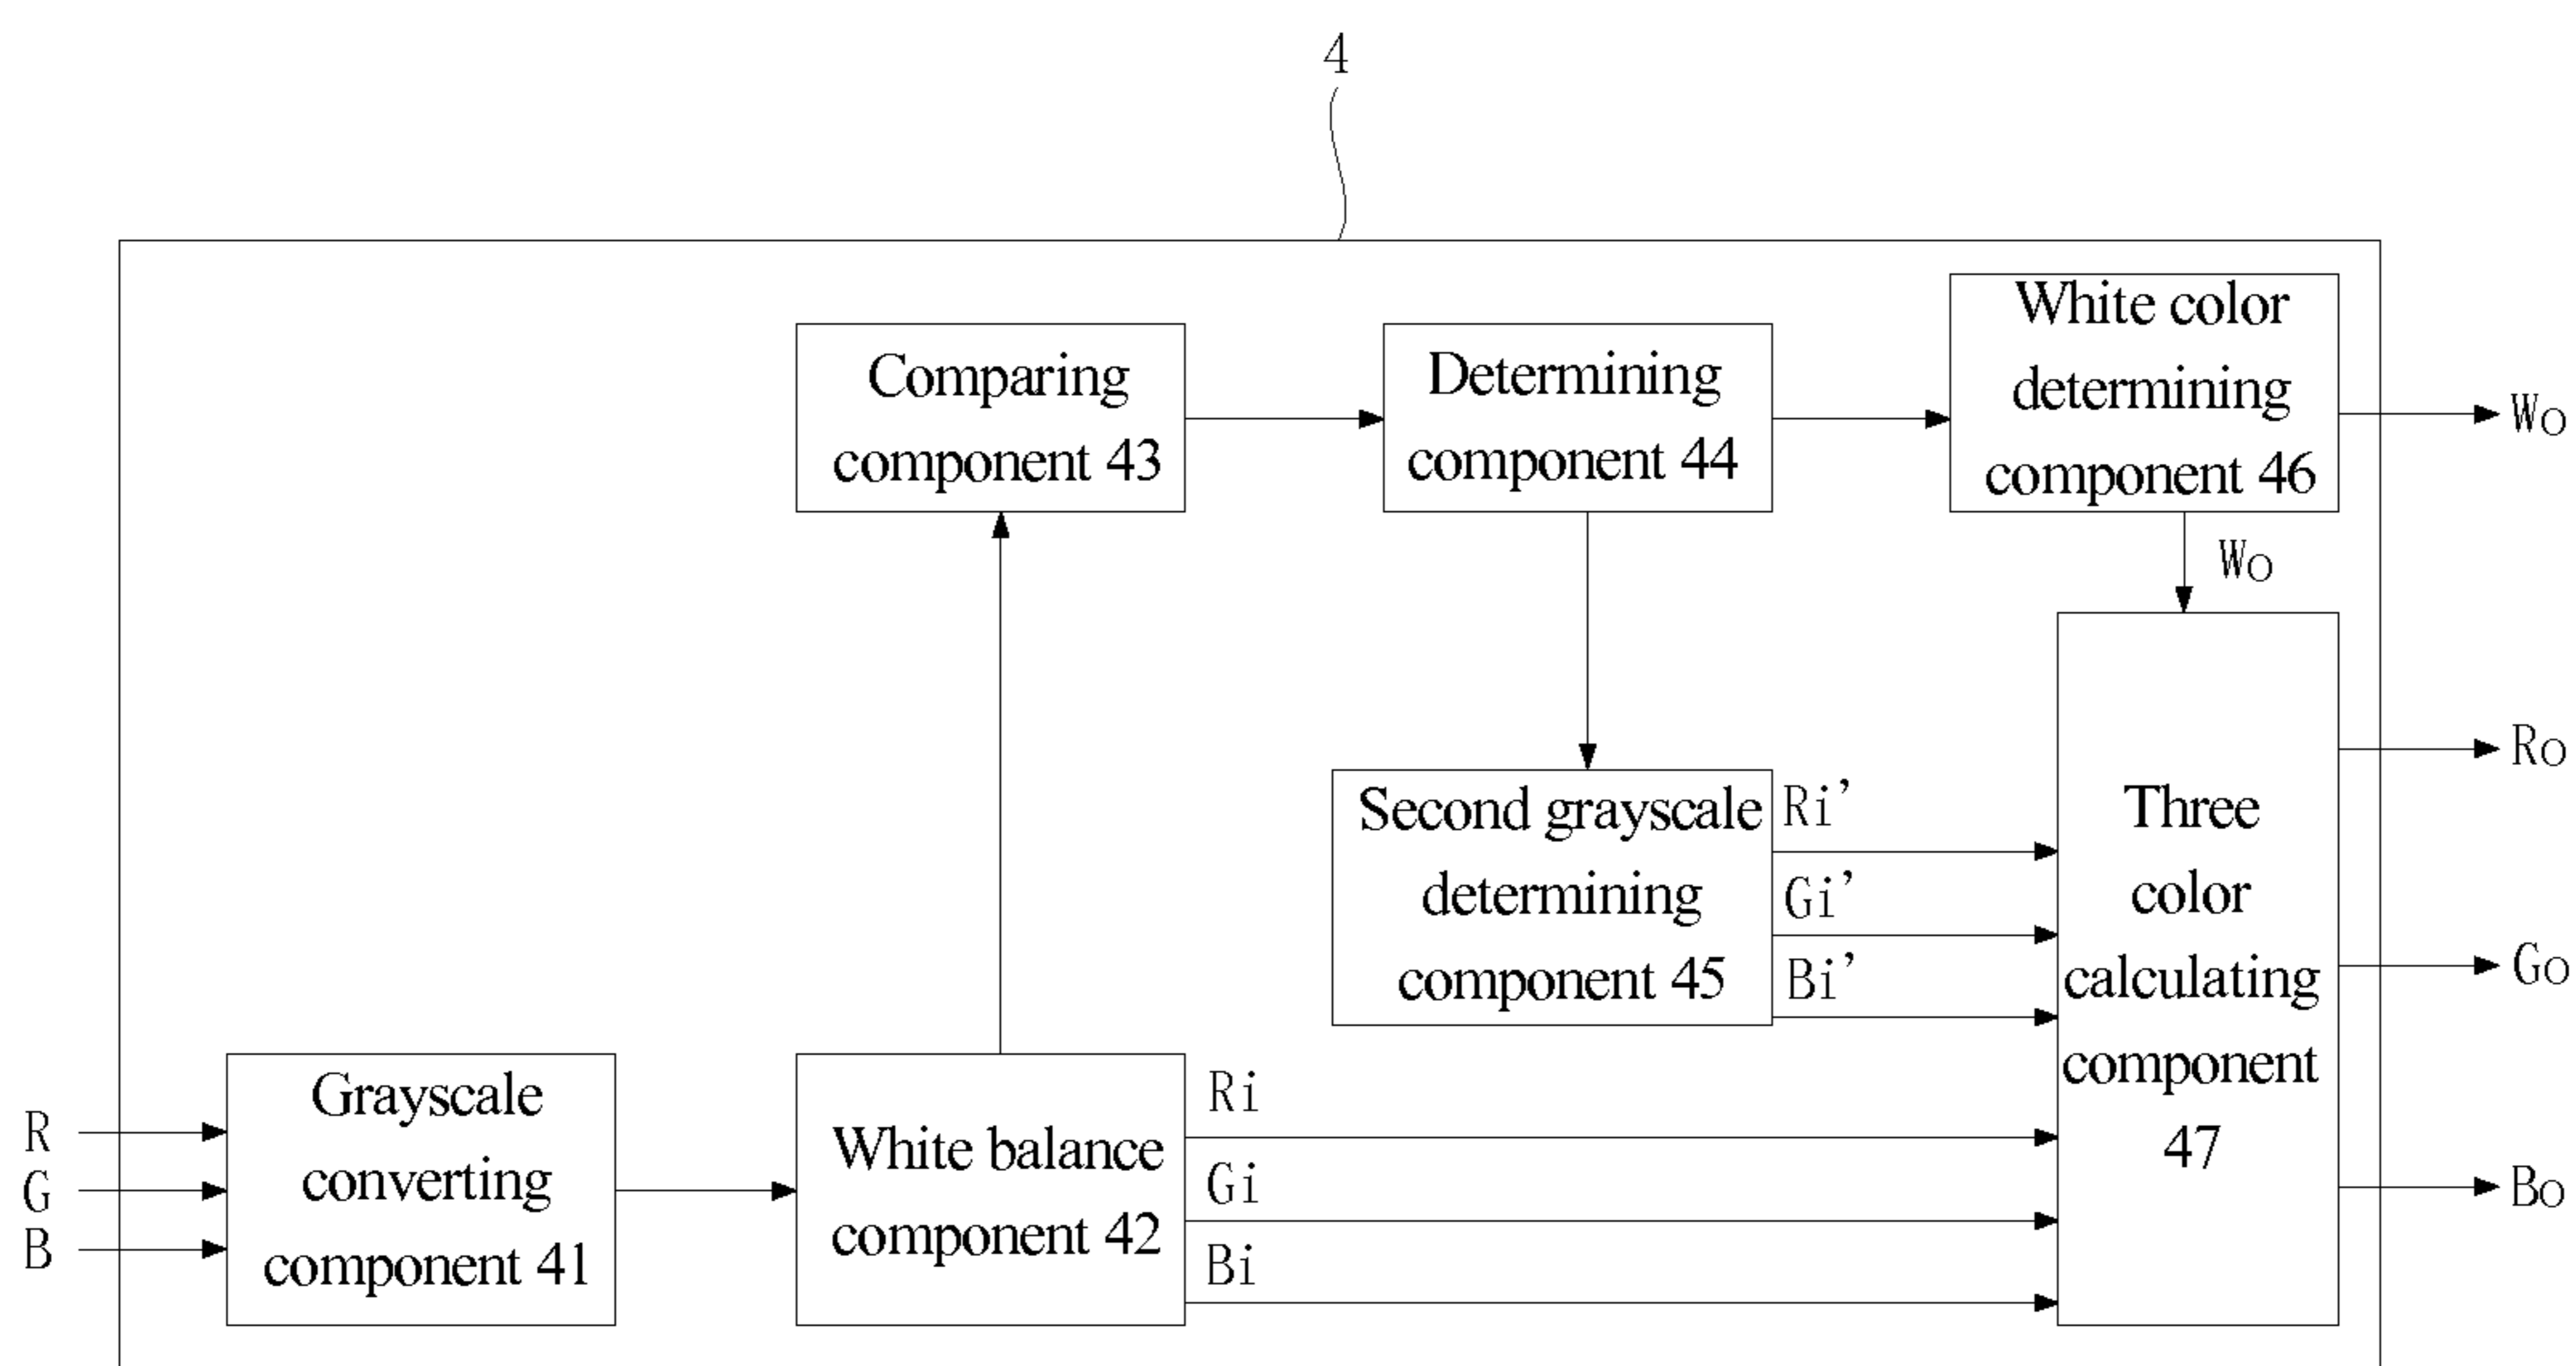 4
Comparing
component 43
Determining
component 44
White color
determining
component 46
Wo
Wo
Second grayscale
determining
component 45
Ri’
Gi’
Bi’
Three
color
calculating
component
47
Ro
Go
Bo
R
G
B
Grayscale
converting
component 41
White balance
component 42
Ri
Gi
Bi